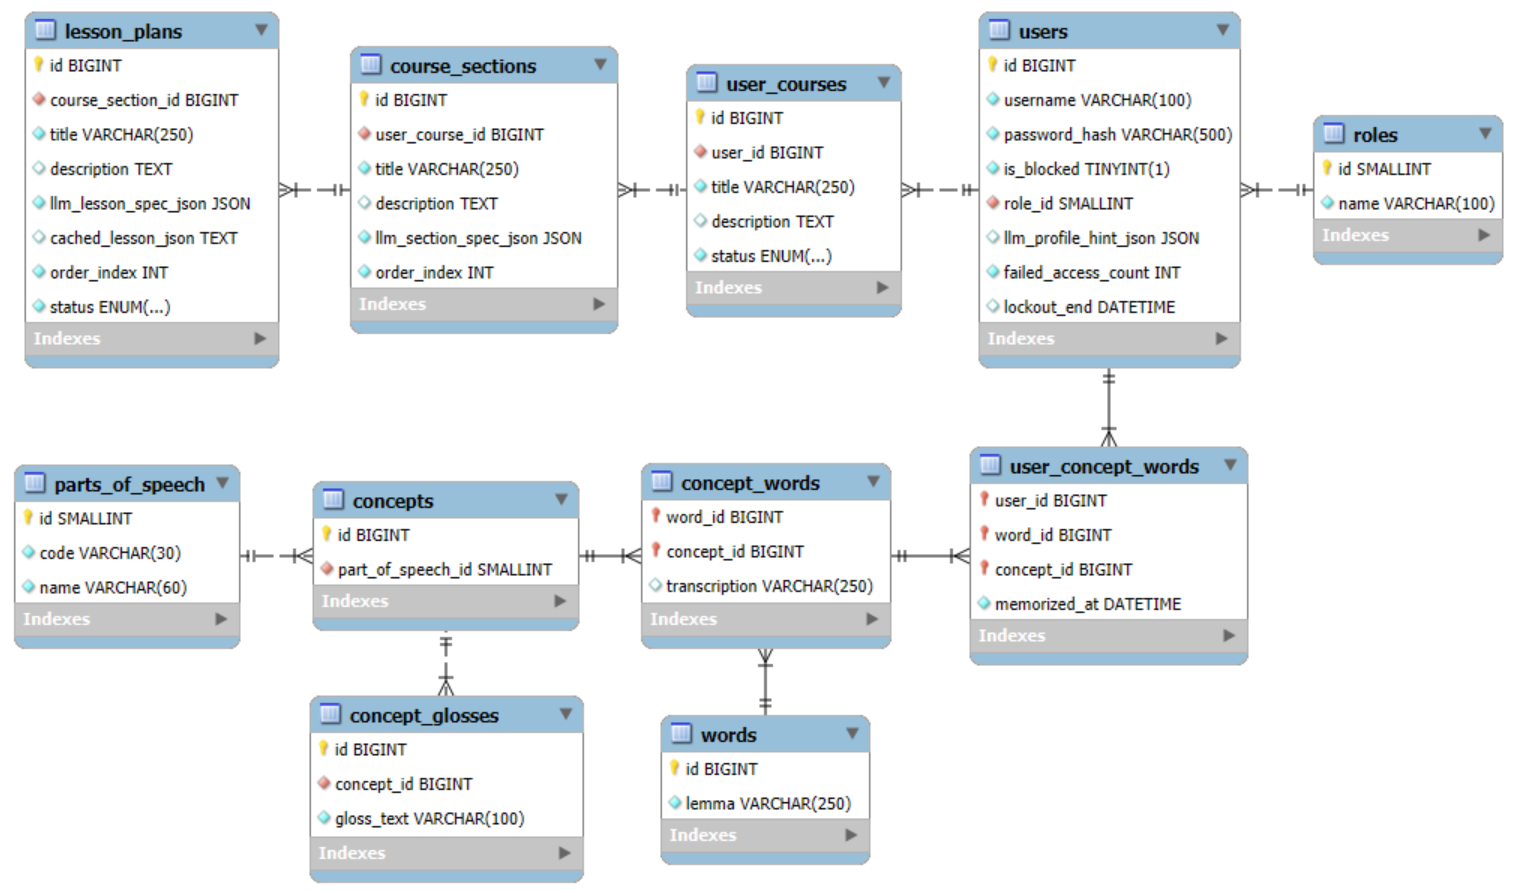 lesson_plans
id BIGINT
course_section_id BIGINT
title VARCHAR(250)
description TEXT
llm_lesson_spec_json JSON
cached_lesson_json TEXT
order_index INT
status ENUM(...)
Indexes
course_sections
id BIGINT
user_course_id BIGINT
title VARCHAR(250)
description TEXT
llm_section_spec_json JSON
order_index INT
Indexes
user_courses
id BIGINT
user_id BIGINT
title VARCHAR(250)
description TEXT
status ENUM(...)
Indexes
users
id BIGINT
username VARCHAR(100)
password_hash VARCHAR(500)
is_blocked TINYINT(1)
role_id SMALLINT
llm_profile_hint_json JSON
failed_access_count INT
lockout_end DATETIME
Indexes
roles
id SMALLINT
name VARCHAR(100)
Indexes
parts_of_speech
id SMALLINT
code VARCHAR(30)
name VARCHAR(60)
Indexes
concepts
id BIGINT
part_of_speech_id SMALLINT
Indexes
concept_words
word_id BIGINT
concept_id BIGINT
transcription VARCHAR(250)
Indexes
user_concept_words
user_id BIGINT
word_id BIGINT
concept_id BIGINT
memorized_at DATETIME
Indexes
concept_glosses
id BIGINT
concept_id BIGINT
gloss_text VARCHAR(100)
Indexes
words
id BIGINT
lemma VARCHAR(250)
Indexes